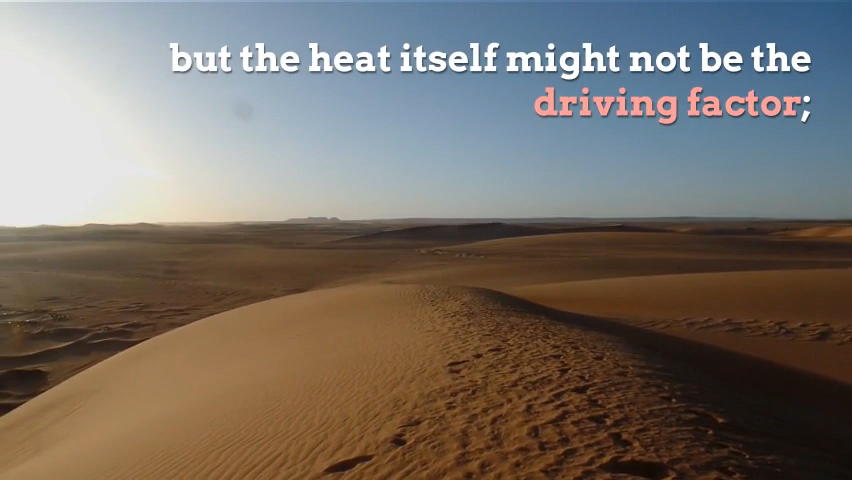 but the heat itself might not be the
driving factor;